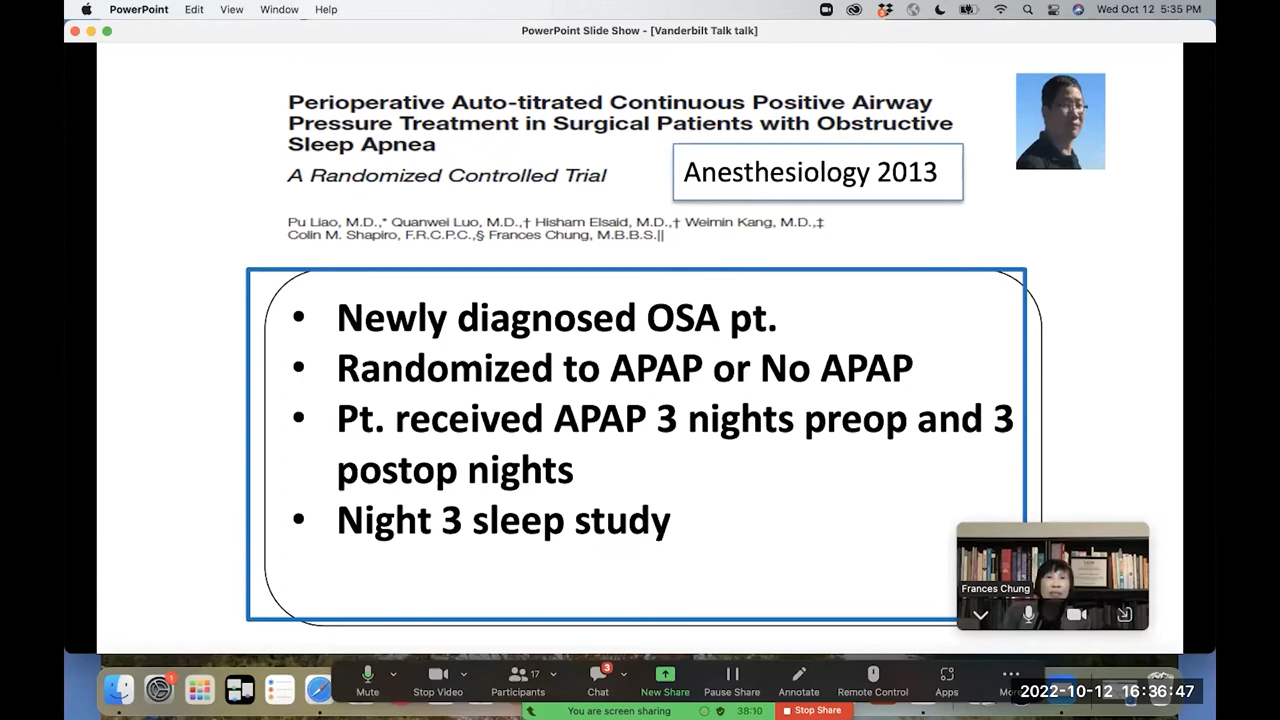 PowerPoint Edit View Window Help Wed Oct 12 5:35 PM
PowerPoint Slide Show - [Vanderbilt Talk talk]
Perioperative Auto-titrated Continuous Positive Airway
Pressure Treatment in Surgical Patients with Obstructive
Sleep Apnea
A Randomized Controlled Trial
Anesthesiology 2013
Pu Liao, M.D.,* Quanwei Luo, M.D.,† Hisham Elsaid, M.D.,† Weimin Kang, M.D.,‡
Colin M. Shapiro, F.R.C.P.C.,§ Frances Chung, M.B.B.S.||
• Newly diagnosed OSA pt.
• Randomized to APAP or No APAP
• Pt. received APAP 3 nights preop and 3
postop nights
• Night 3 sleep study
Frances Chung
1
3
17
Mute Stop Video Participants Chat New Share Pause Share Annotate Remote Control Apps
2022-10-12 16:36:47
You are screen sharing 38:10 Stop Share